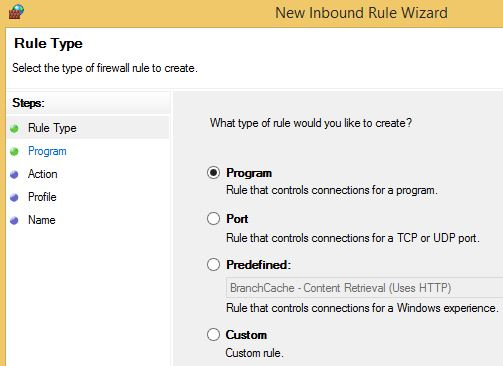 New Inbound Rule Wizard
Rule Type
Select the type of firewall rule to create.
Steps:
Rule Type
Program
Action
Profile
Name
What type of rule would you like to create?
Program
Rule that controls connections for a program.
Port
Rule that controls connections for a TCP or UDP port.
Predefined:
BranchCache - Content Retrieval (Uses HTTP)
Rule that controls connections for a Windows experience.
Custom
Custom rule.